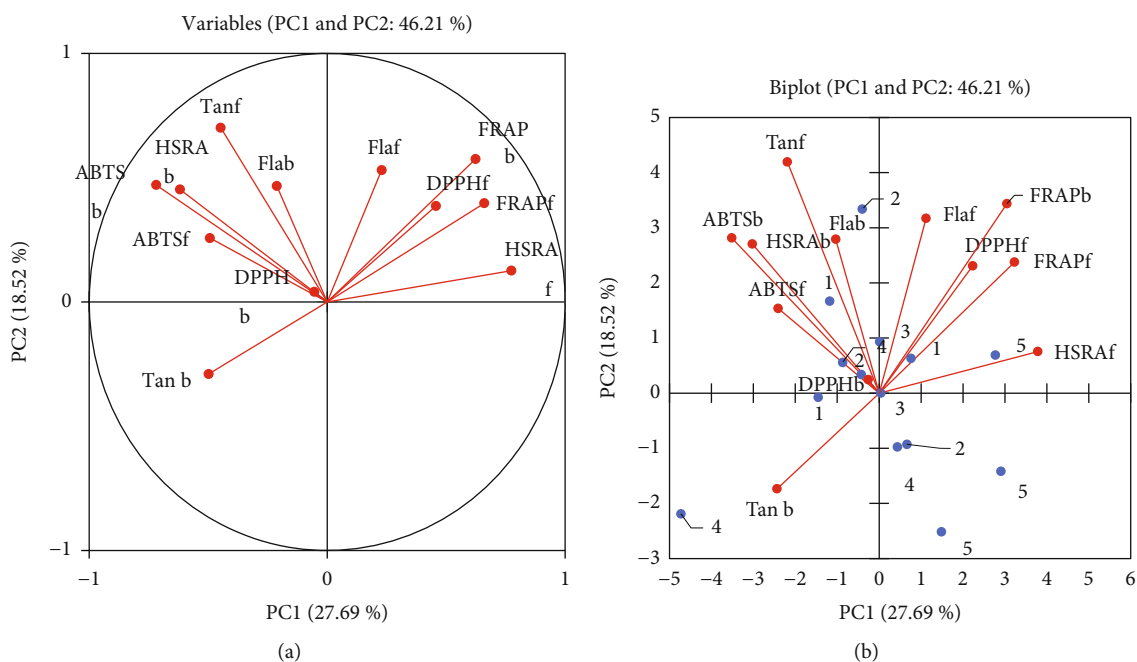 Variables (PC1 and PC2: 46.21 %)
1
Tanf
HSRA
b
ABTS
b
Flab
Flaf
FRAP
b
DPPHf
FRAPf
ABTSf
HSRA
f
DPPH
b
0
Tan b
−1
−1
0
1
PC2 (18.52 %)
PC1 (27.69 %)
(a)
Biplot (PC1 and PC2: 46.21 %)
5
4
3
2
1
0
−1
−2
−3
Tanf
2
FRAPb
ABTSb
HSRAb
Flab
Flaf
DPPHf
FRAPf
ABTSf
1
3
4
2
1
5
HSRAf
DPPHb
1
3
2
4
5
Tan b
4
5
−5
−4
−3
−2
−1
0
1
2
3
4
5
6
PC2 (18.52 %)
PC1 (27.69 %)
(b)